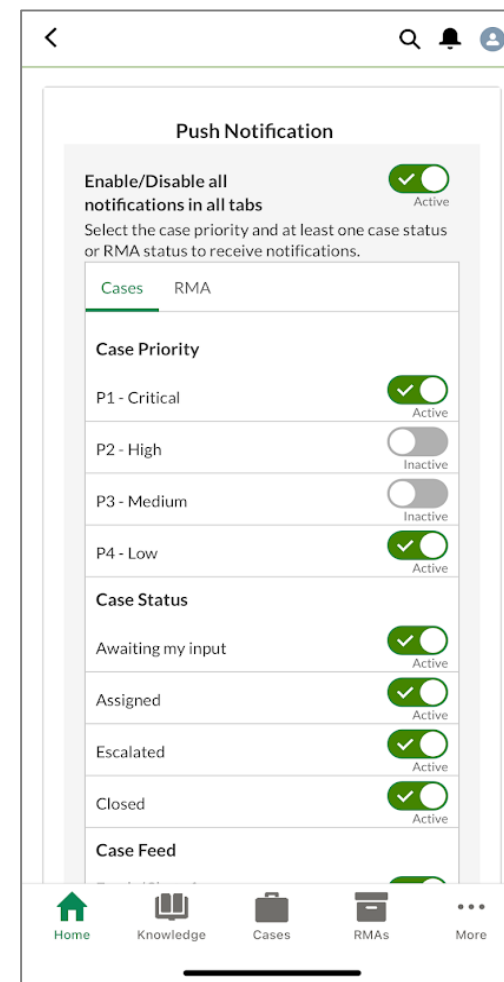 Push Notification
Enable/Disable all
notifications in all tabs
Active
Select the case priority and at least one case status
or RMA status to receive notifications.
Cases RMA
Case Priority
P1 - Critical
Active
P2 - High
Inactive
P3 - Medium
Inactive
P4 - Low
Active
Case Status
Awaiting my input
Active
Assigned
Active
Escalated
Active
Closed
Active
Case Feed
Home Knowledge Cases RMAs More